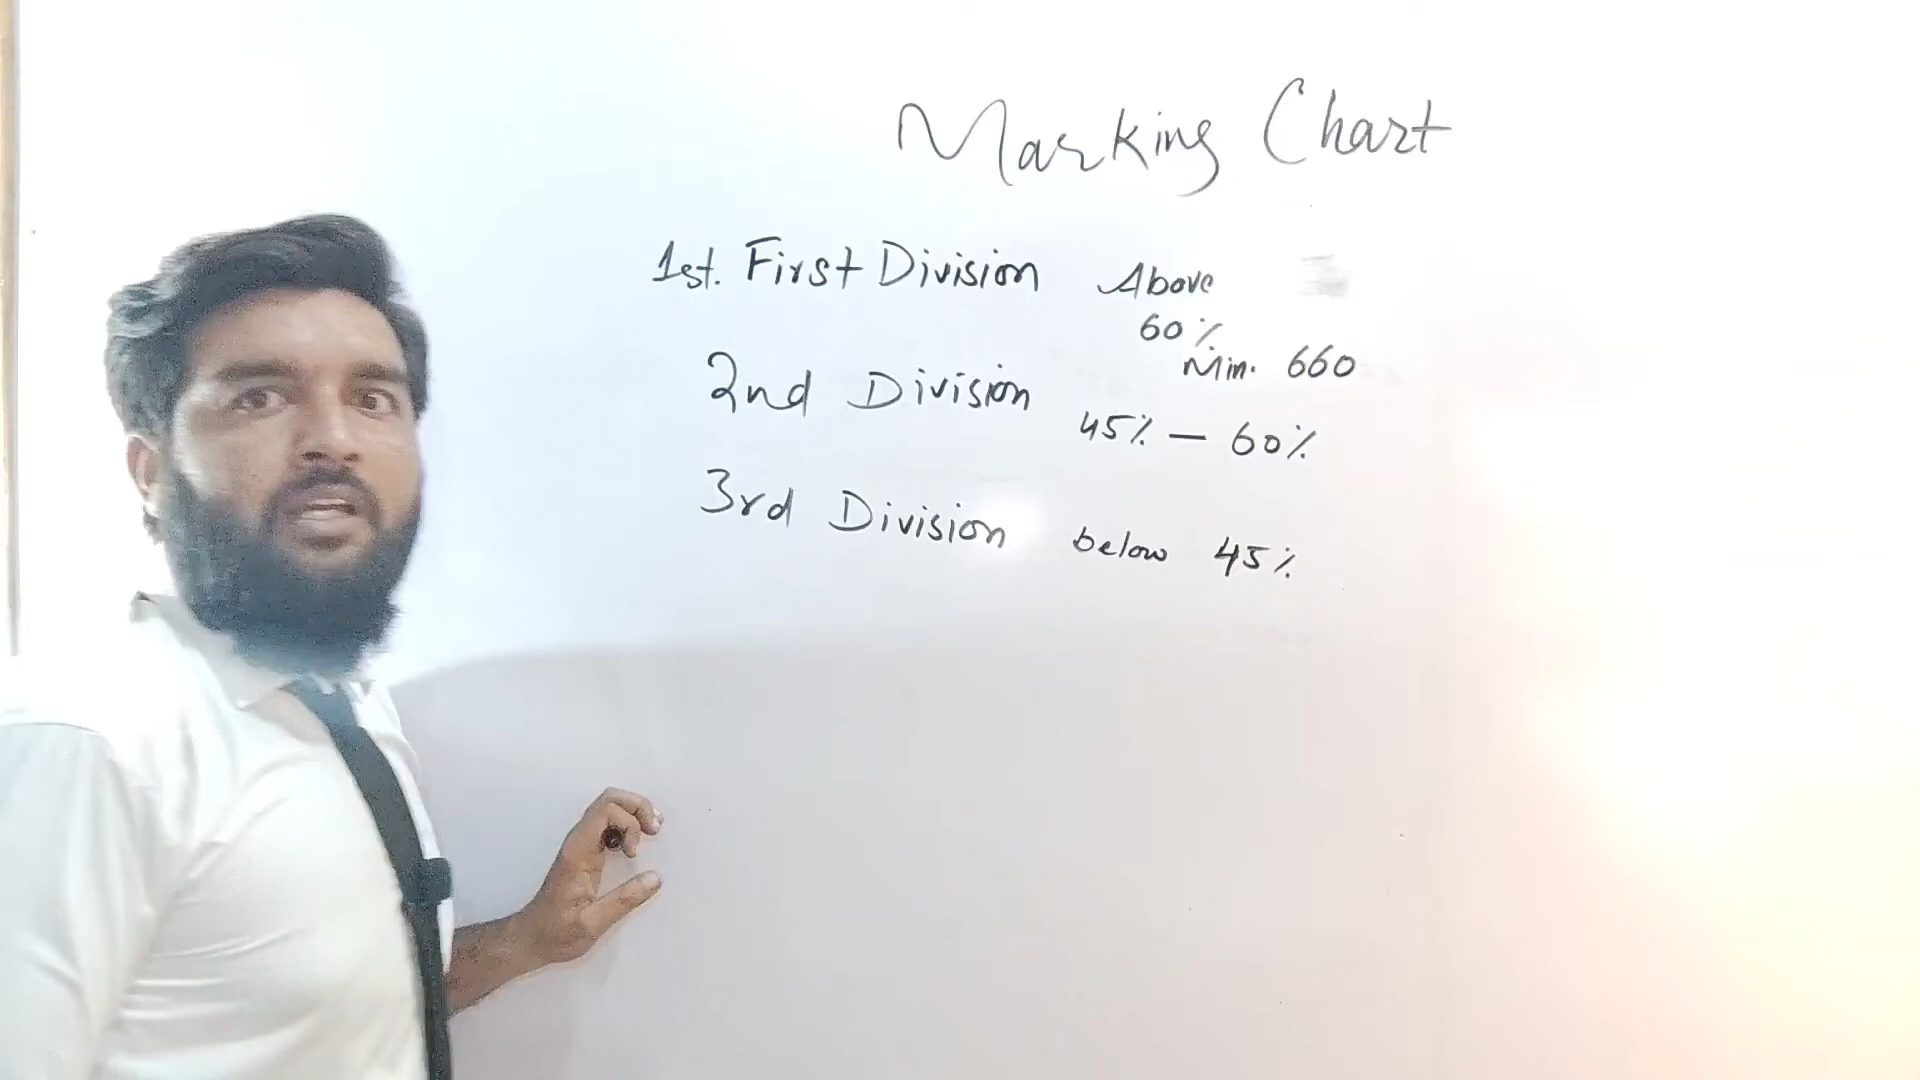 Marking Chart
1st. First Division Above
60%
Min. 660
2nd Division
45% — 60%
3rd Division below 45%